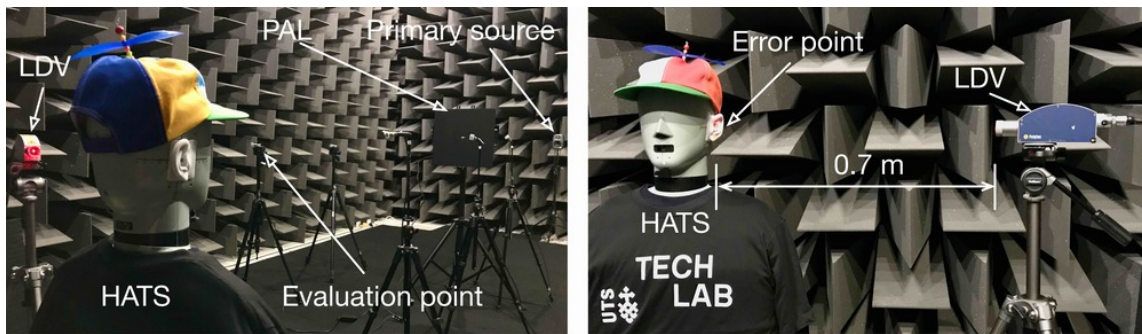 PAL
Primary source
LDV
HATS
Evaluation point
Error point
LDV
0.7 m
HATS
UTS
TECH
LAB